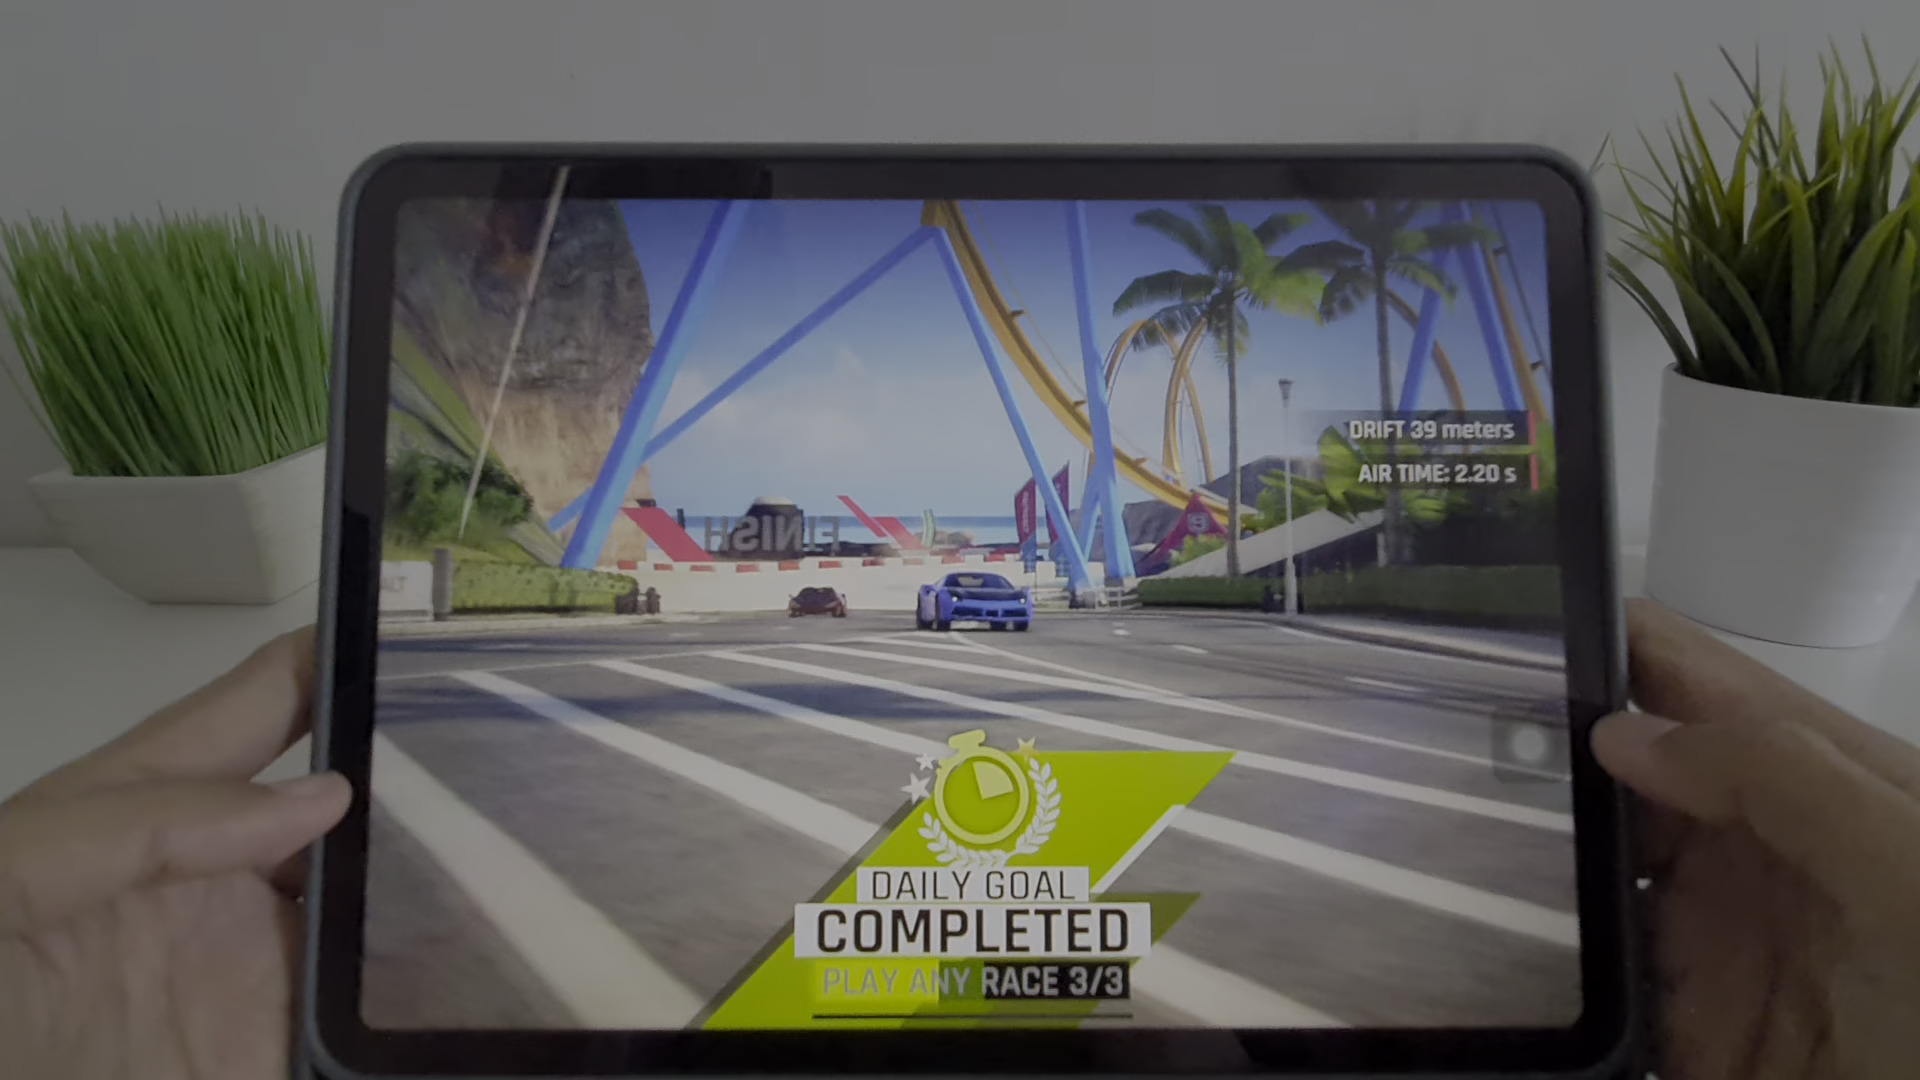 DRIFT 39 meters
AIR TIME: 2.20 s
FINISH
DAILY GOAL
COMPLETED
PLAY ANY RACE 3/3